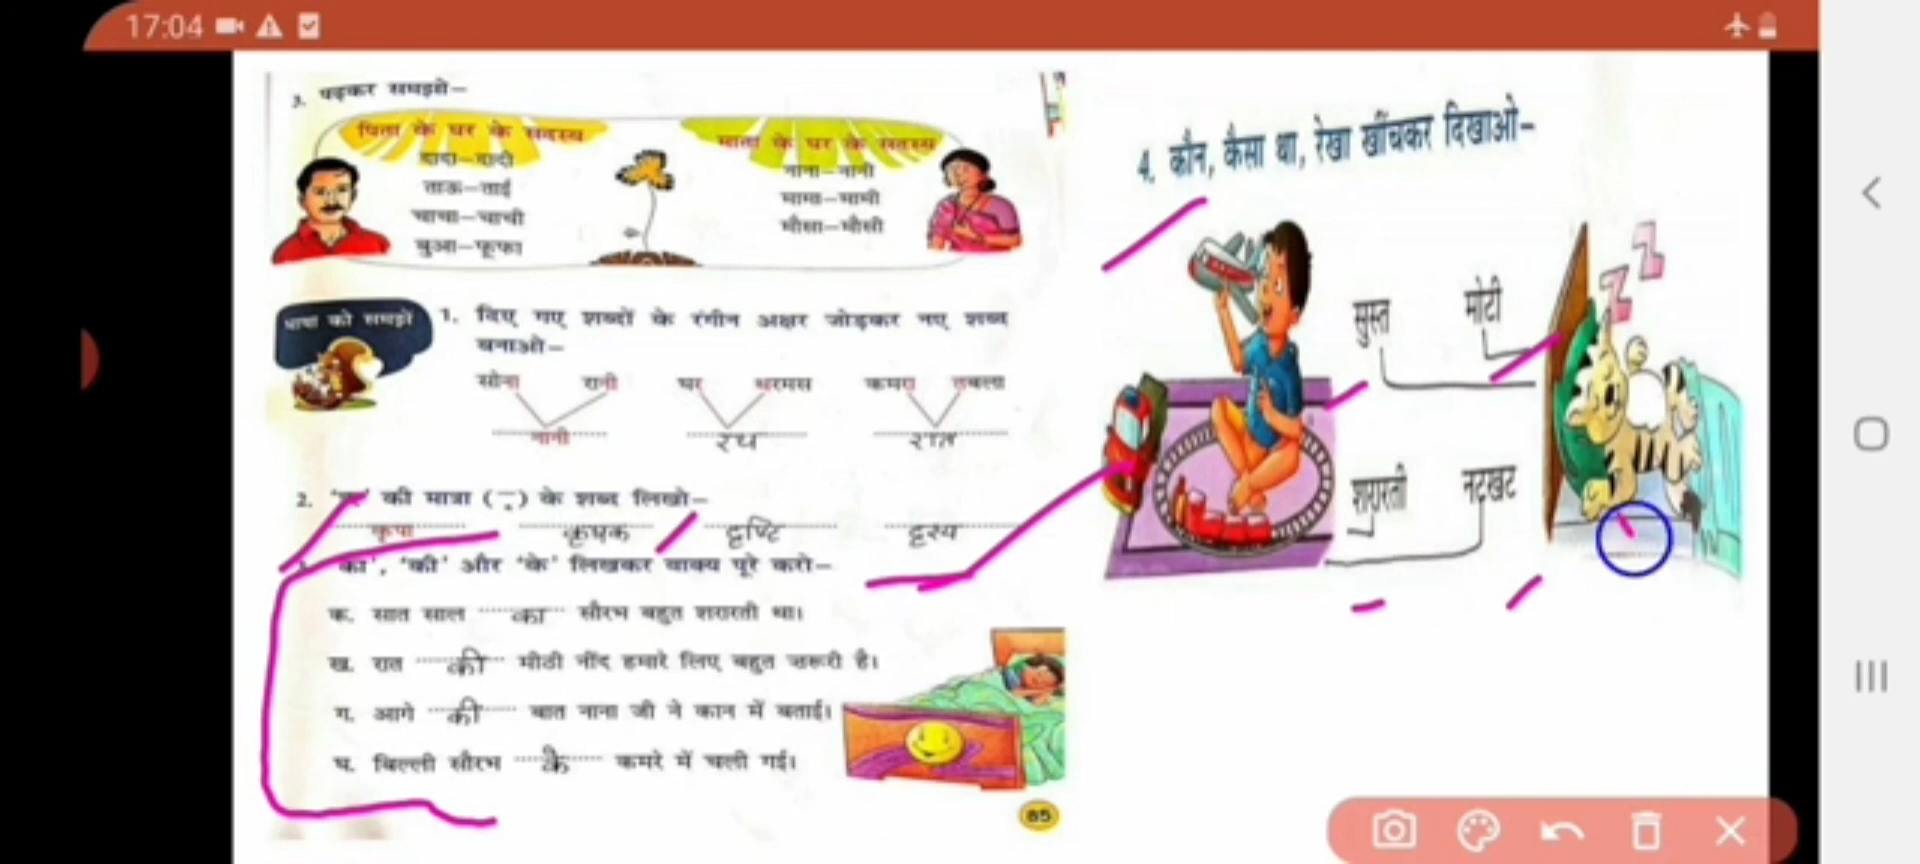 17:04
3. पढ़कर समझो–
पिता के घर के सदस्य
दादा–दादी
ताऊ–ताई
चाचा–चाची
बुआ–फूफा
माता के घर के सदस्य
नाना–नानी
मामा–मामी
मौसा–मौसी
भाषा को समझो
1. दिए गए शब्दों के रंगीन अक्षर जोड़कर नए शब्द
बनाओ–
सोना रानी घर थरमस कमरा तबला
नानी रथ रात
2. की मात्रा ( ृ ) के शब्द लिखो–
कृपा कृषक दृष्टि दृश्य
'का', 'की' और 'के' लिखकर वाक्य पूरे करो–
क. सात साल का सौरभ बहुत शरारती था।
ख. रात की मीठी नींद हमारे लिए बहुत जरूरी है।
ग. आगे की बात नाना जी ने कान में बताई।
घ. बिल्ली सौरभ के कमरे में चली गई।
85
4. कौन, कैसा था, रेखा खींचकर दिखाओ–
सुस्त मोटी
शरारती नटखट
Z Z